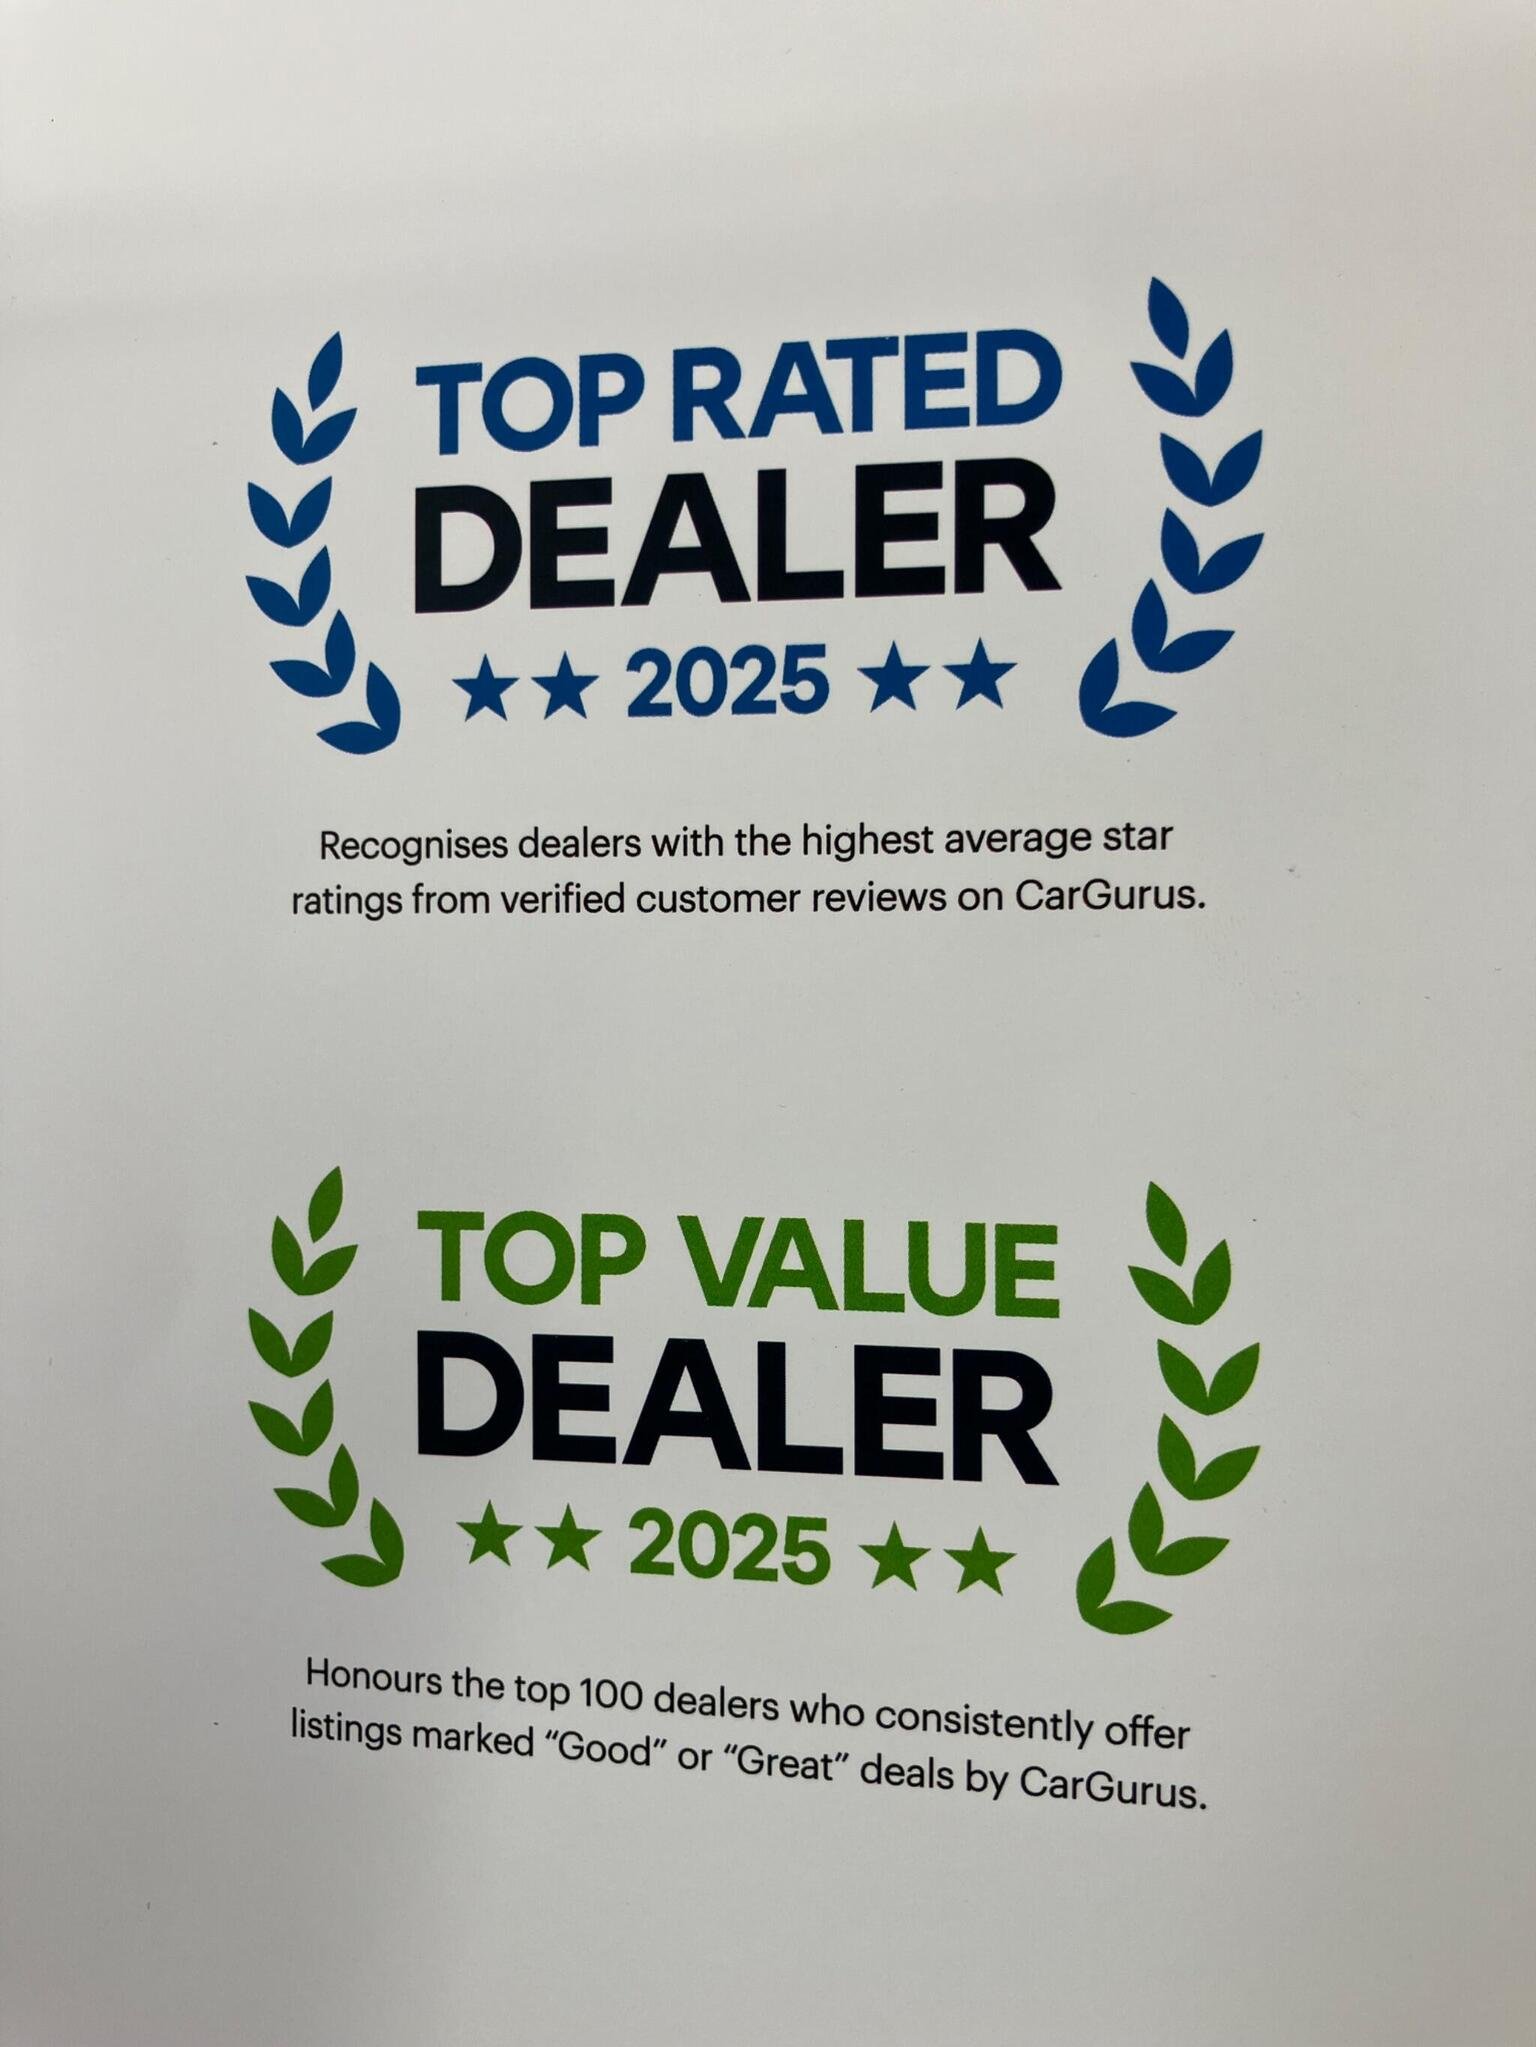 TOP RATED
DEALER
2025
Recognises dealers with the highest average star
ratings from verified customer reviews on CarGurus.
TOP VALUE
DEALER
2025
Honours the top 100 dealers who consistently offer
listings marked “Good” or “Great” deals by CarGurus.